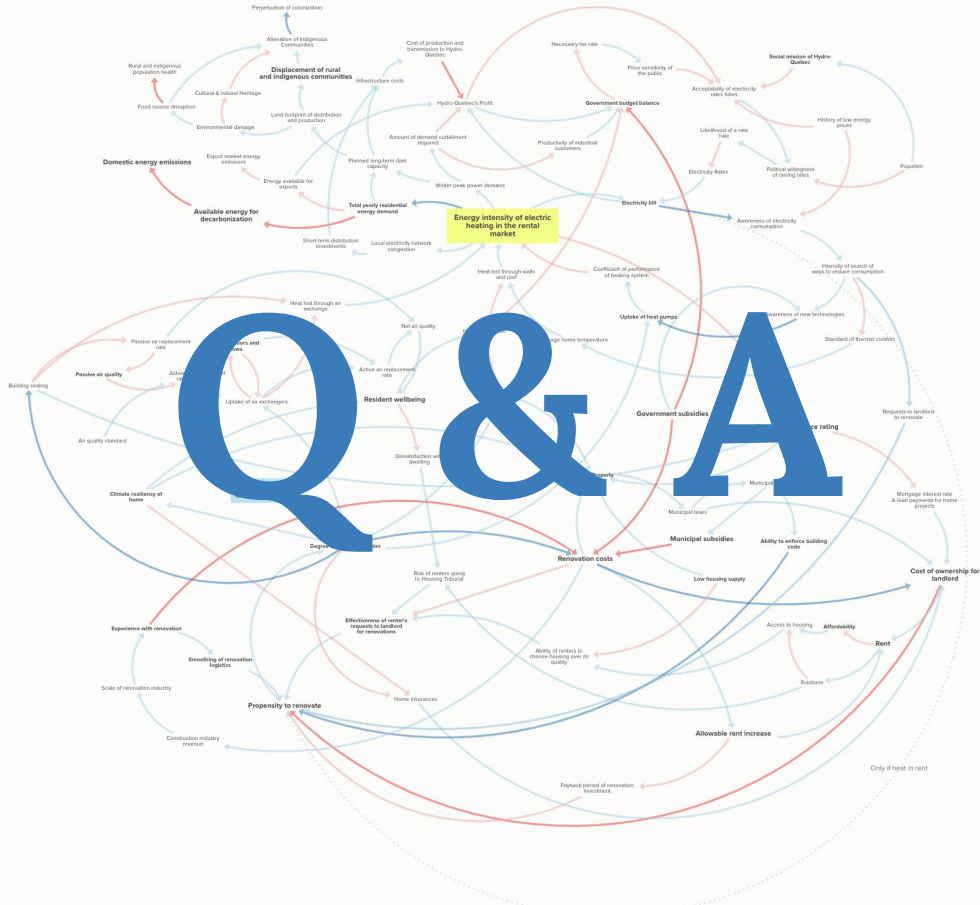 Perpetuation of colonization
Alienation of Indigenous
Communities
Rural and indigenous
population health
Displacement of rural
and indigenous communities
Cultural & natural Heritage
Food source disruption
Environmental damage
Land footprint of distribution
and production
Infrastructure costs
Cost of production and
transmission to Hydro-
Quebec
Hydro-Quebec's Profit
Necessary tax rate
Price sensitivity of
the public
Government budget balance
Acceptability of electricity
rates hikes
Social mission of Hydro-
Québec
History of low energy
prices
Likelihood of a rate
hike
Populism
Political willingness
of raising rates
Electricity Rates
Productivity of industrial
customers
Amount of demand curtailment
required
Domestic energy emissions
Export market energy
emissions
Energy available for
exports
Planned long-term dam
capacity
Winter peak power demand
Available energy for
decarbonization
Total yearly residential
energy demand
Energy intensity of electric
heating in the rental
market
Electricity bill
Awareness of electricity
consumption
Short-term distribution
investments
Local electricity network
congestion
Heat lost through walls
and roof
Coefficient of performance
of heating system
Intensity of search of
ways to reduce consumption
Heat lost through air
exchange
Net air quality
Uptake of heat pumps
awareness of new technologies
home temperature
Standard of thermal comfort
Passive air replacement
rate
Passive air quality
Building sealing
Active air replacement
rate
Uptake of air exchangers
Resident wellbeing
Government subsidies
Requests to landlord
to renovate
rating
Air quality standard
Dissatisfaction
dwelling
Climate resiliency of
home
Municipal
Municipal taxes
Mortgage interest rate
& loan payments for home
projects
Q & A
Degree
Renovation costs
Municipal subsidies
Ability to enforce building
code
Low housing supply
Cost of ownership for
landlord
Risk of renters going
to Housing Tribunal
Experience with renovation
Effectiveness of renter's
requests to landlord
for renovations
Access to housing
Affordability
Rent
Smoothing of renovation
logistics
Ability of renters to
choose housing over its
quality
Scale of renovation industry
Evictions
Home insurances
Propensity to renovate
Allowable rent increase
Construction industry
revenue
Only if heat in rent
Payback period of renovation
investment